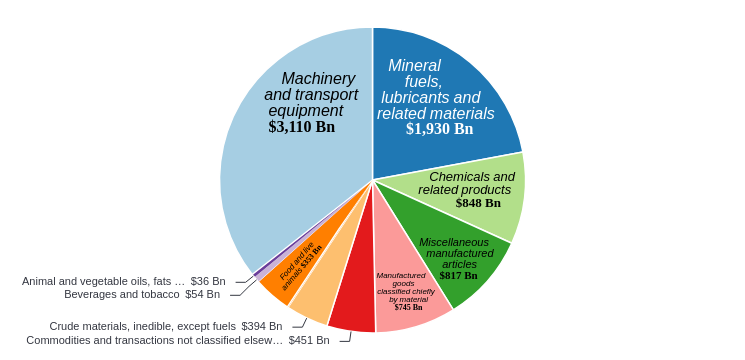 Machinery
and transport
equipment
$3,110 Bn
Mineral
fuels,
lubricants and
related materials
$1,930 Bn
Chemicals and
related products
$848 Bn
Miscellaneous
manufactured
articles
$817 Bn
Manufactured
goods
classified chiefly
by material
$745 Bn
Food and live
animals $353 Bn
Animal and vegetable oils, fats … $36 Bn
Beverages and tobacco $54 Bn
Crude materials, inedible, except fuels $394 Bn
Commodities and transactions not classified elsew… $451 Bn